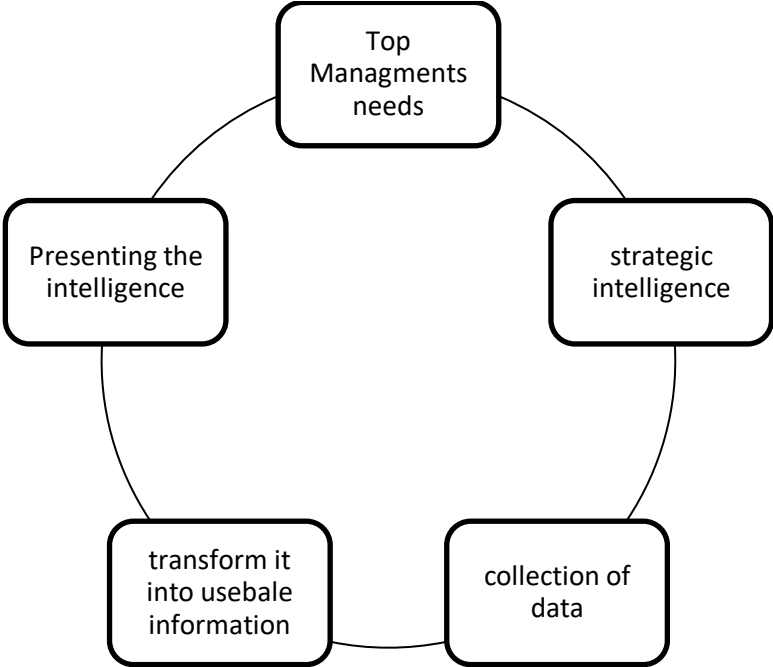 Top
Managments
needs
strategic
intelligence
collection of
data
transform it
into usebale
information
Presenting the
intelligence